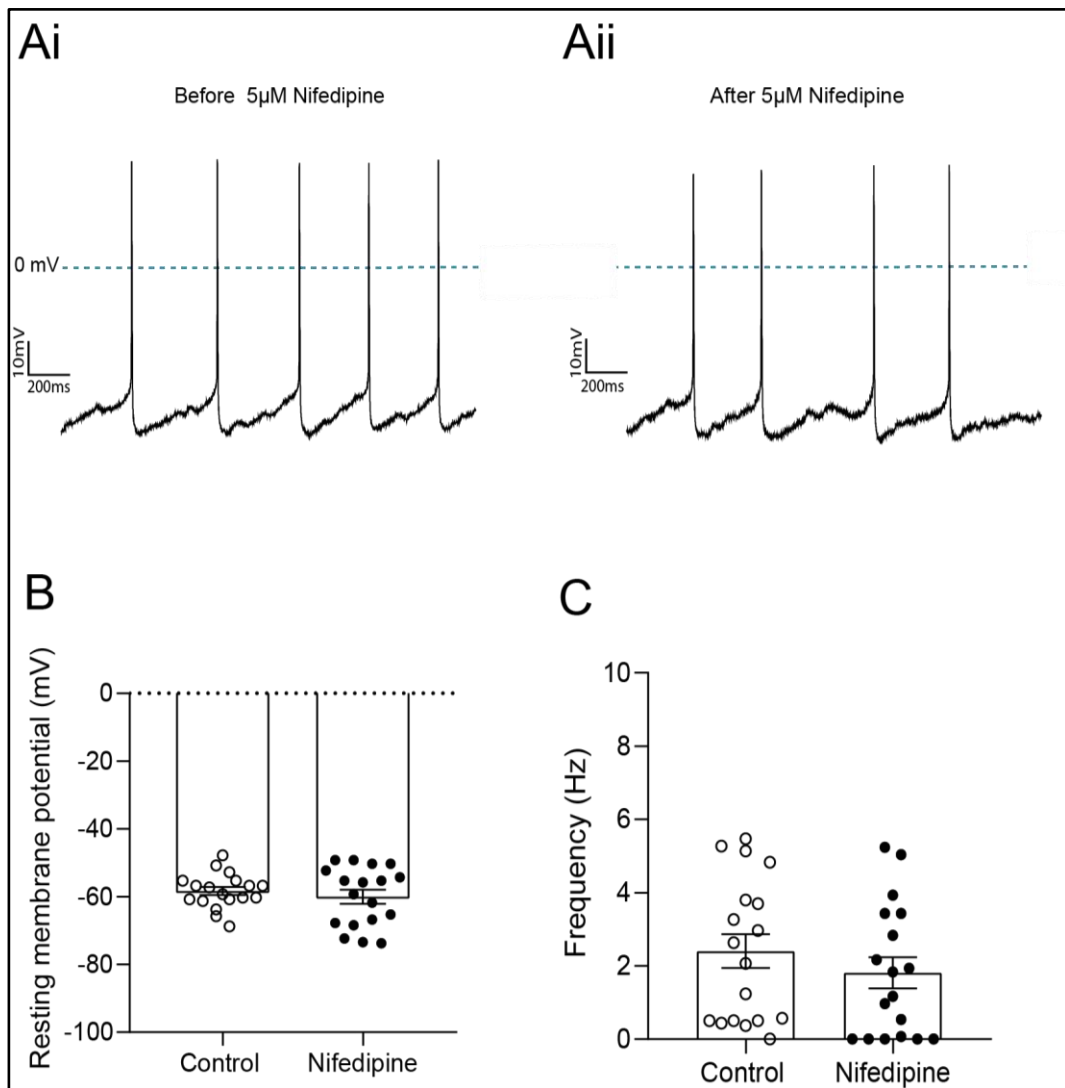 Ai
Aii
Before 5µM Nifedipine
After 5µM Nifedipine
0 mV
10mV
200ms
10mV
200ms
B
Resting membrane potential (mV)
0
-20
-40
-60
-80
-100
Control Nifedipine
C
Frequency (Hz)
10
8
6
4
2
0
Control Nifedipine